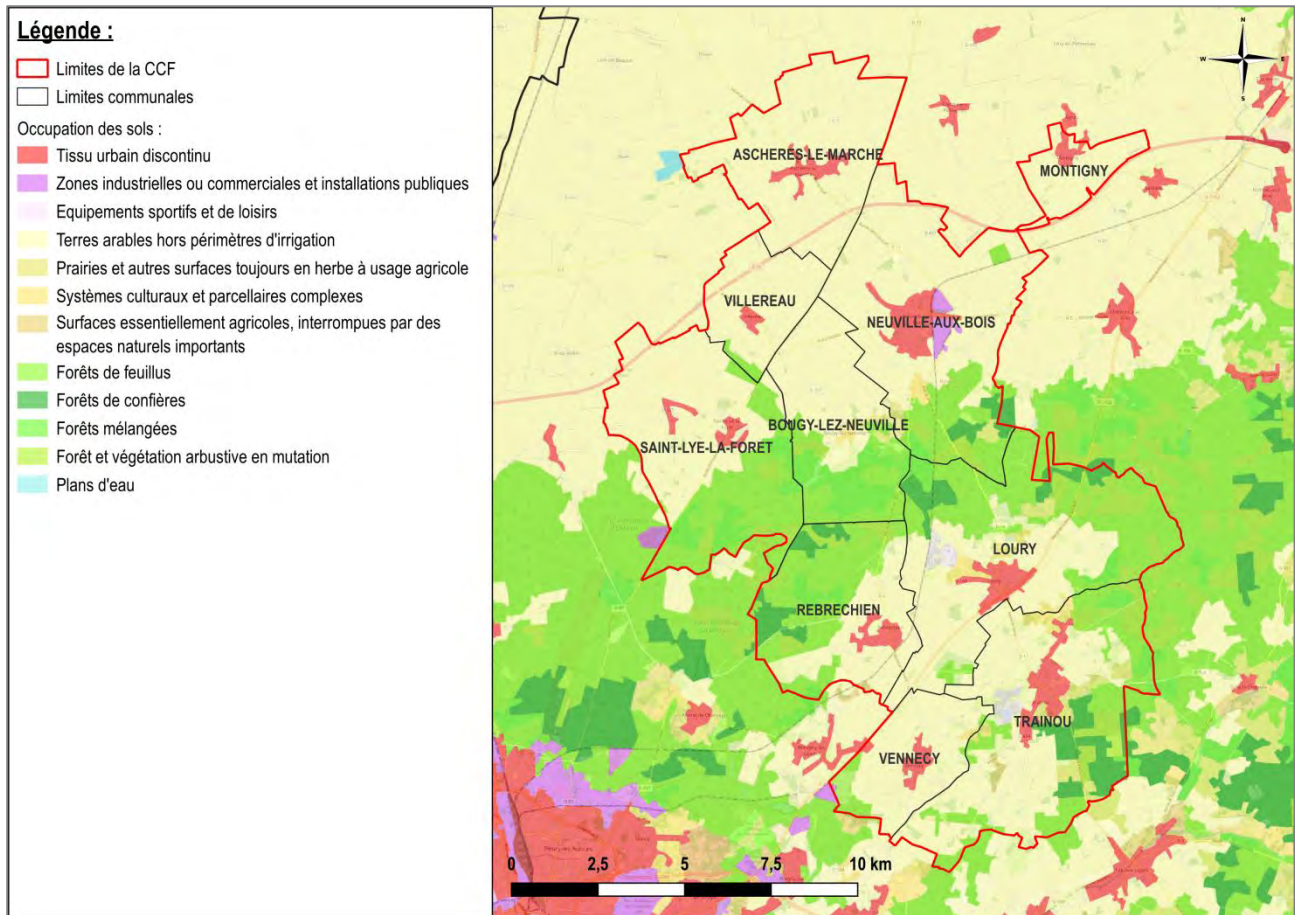 Légende :
Limites de la CCF
Limites communales
Occupation des sols :
Tissu urbain discontinu
Zones industrielles ou commerciales et installations publiques
Equipements sportifs et de loisirs
Terres arables hors périmètres d'irrigation
Prairies et autres surfaces toujours en herbe à usage agricole
Systèmes culturaux et parcellaires complexes
Surfaces essentiellement agricoles, interrompues par des
espaces naturels importants
Forêts de feuillus
Forêts de confières
Forêts mélangées
Forêt et végétation arbustive en mutation
Plans d'eau
N
W
E
S
ASCHERES-LE-MARCHE
MONTIGNY
VILLEREAU
NEUVILLE-AUX-BOIS
BOUGY-LEZ-NEUVILLE
SAINT-LYE-LA-FORET
LOURY
REBRECHIEN
TRAINOU
VENNECY
0 2,5 5 7,5 10 km